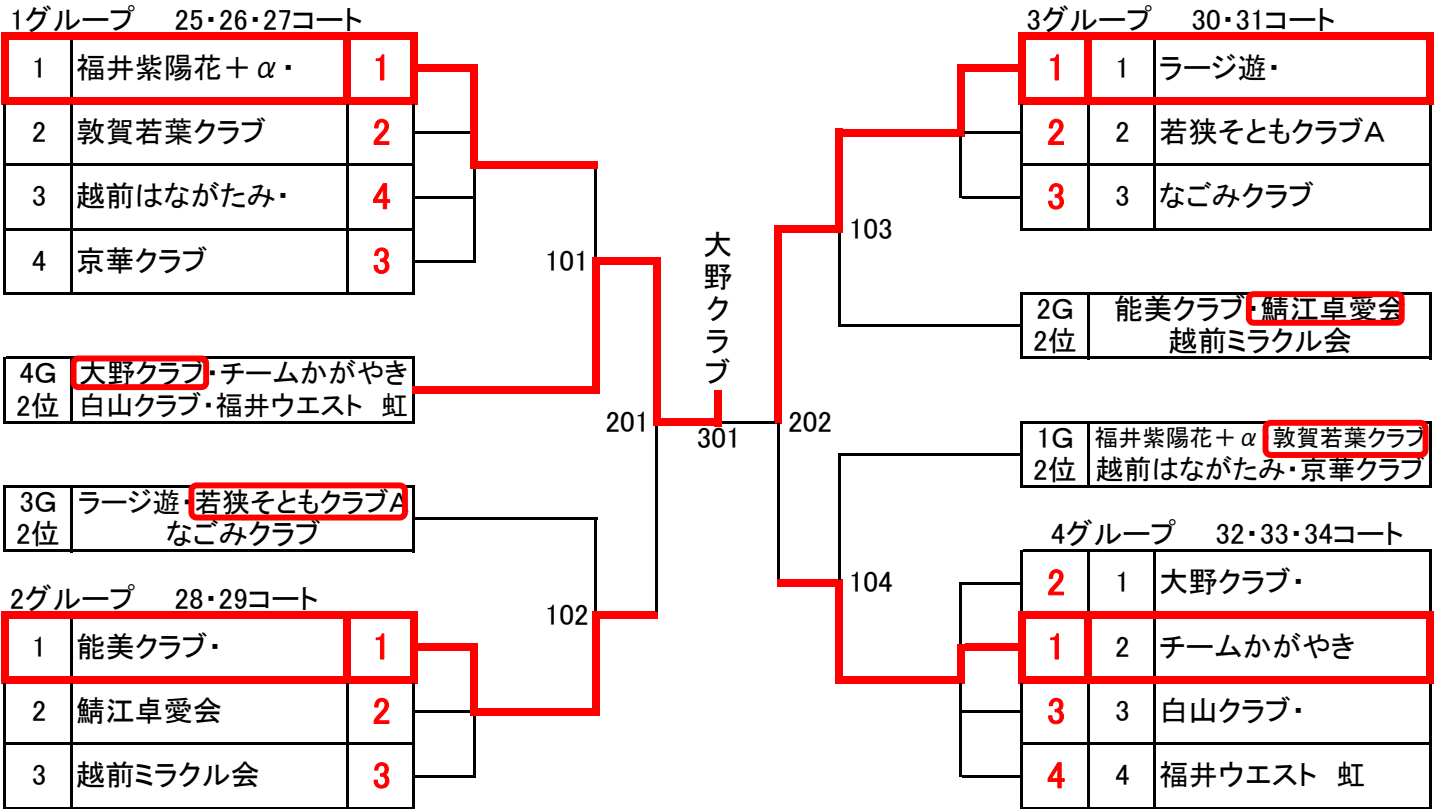 1グループ 25・26・27コート
1 福井紫陽花+α・ 1
2 敦賀若葉クラブ 2
3 越前はながたみ・ 4
4 京華クラブ 3
101
4G 大野クラブ・チームかがやき
2位 白山クラブ・福井ウエスト 虹
201
3G ラージ遊・若狭そともクラブA
2位 なごみクラブ
102
2グループ 28・29コート
1 能美クラブ・ 1
2 鯖江卓愛会 2
3 越前ミラクル会 3
大野クラブ
301
3グループ 30・31コート
1 1 ラージ遊・
2 2 若狭そともクラブA
3 3 なごみクラブ
103
2G 能美クラブ・鯖江卓愛会
2位 越前ミラクル会
202
1G 福井紫陽花+α 敦賀若葉クラブ
2位 越前はながたみ・京華クラブ
104
4グループ 32・33・34コート
2 1 大野クラブ・
1 2 チームかがやき
3 3 白山クラブ・
4 4 福井ウエスト 虹